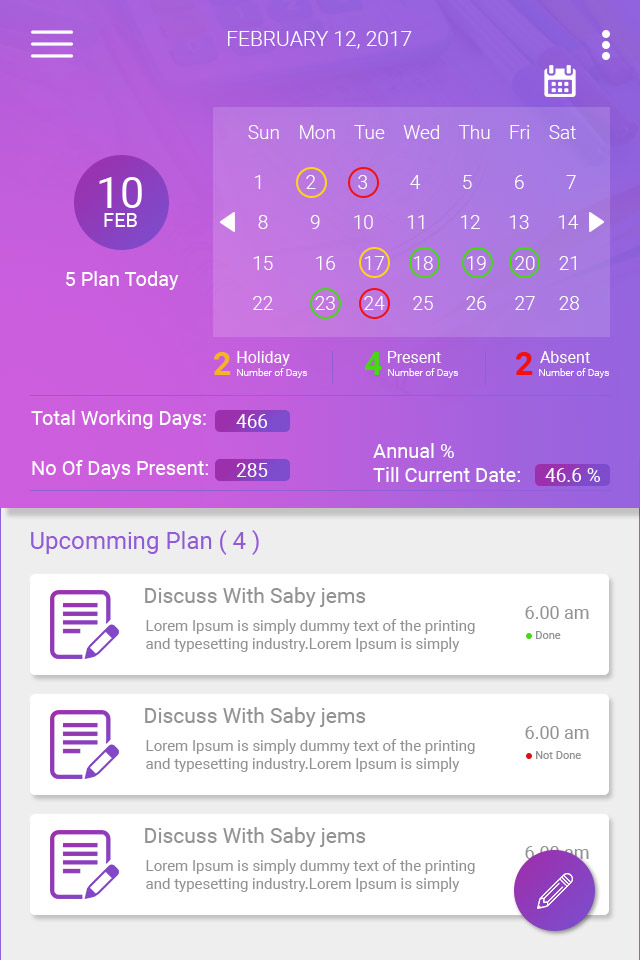 FEBRUARY 12, 2017
Sun Mon Tue Wed Thu Fri Sat
1 2 3 4 5 6 7
8 9 10 11 12 13 14
15 16 17 18 19 20 21
22 23 24 25 26 27 28
10
FEB
5 Plan Today
2 Holiday
Number of Days
4 Present
Number of Days
2 Absent
Number of Days
Total Working Days: 466
No Of Days Present: 285
Annual %
Till Current Date: 46.6 %
Upcomming Plan ( 4 )
Discuss With Saby jems
Lorem Ipsum is simply dummy text of the printing
and typesetting industry.Lorem Ipsum is simply
6.00 am
Done
Discuss With Saby jems
Lorem Ipsum is simply dummy text of the printing
and typesetting industry.Lorem Ipsum is simply
6.00 am
Not Done
Discuss With Saby jems
Lorem Ipsum is simply dummy text of the printing
and typesetting industry.Lorem Ipsum is simply